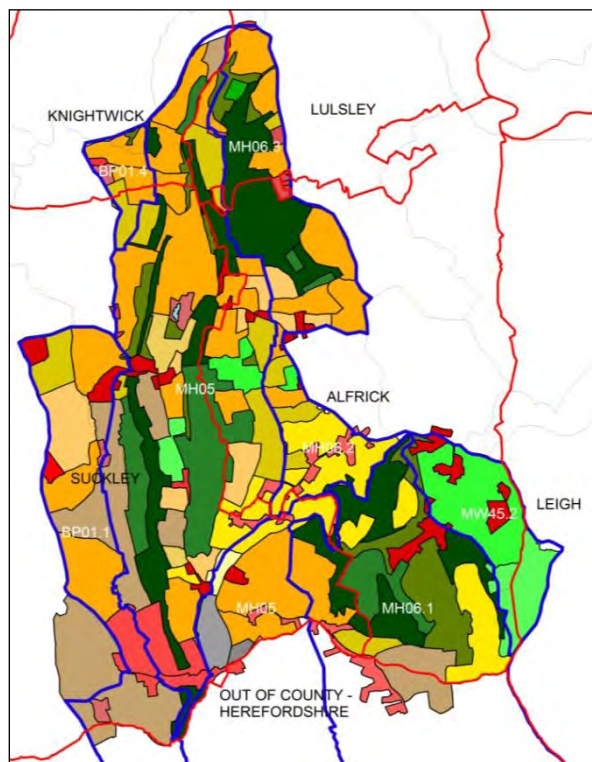 KNIGHTWICK
LULSLEY
MH06.3
BP01.4
MH05
ALFRICK
MH06.2
SUCKLEY
LEIGH
MW45.2
BP01.1
MH05
MH06.1
OUT OF COUNTY -
HEREFORDSHIRE